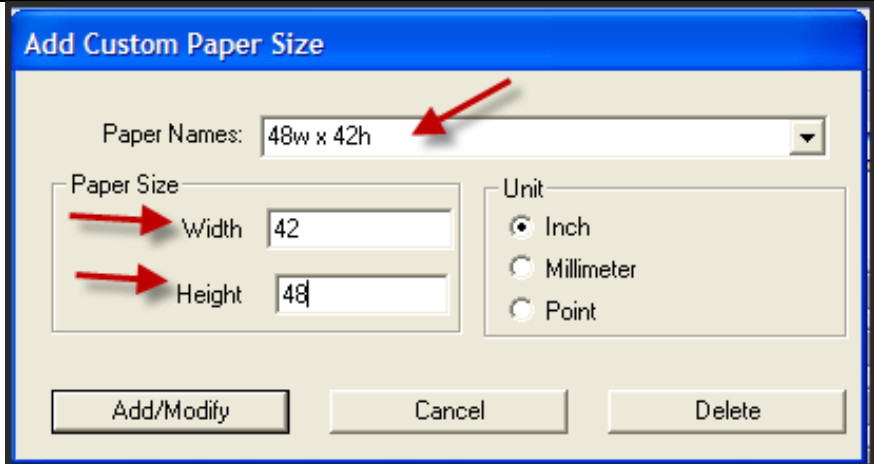 Add Custom Paper Size
Paper Names: 48w x 42h
Paper Size
Width 42
Height 48
Unit
Inch
Millimeter
Point
Add/Modify Cancel Delete